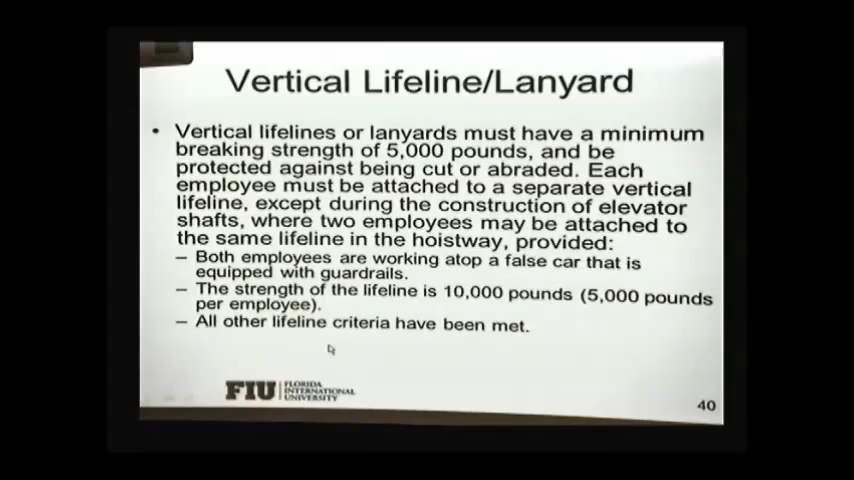 Vertical Lifeline/Lanyard
• Vertical lifelines or lanyards must have a minimum
breaking strength of 5,000 pounds, and be
protected against being cut or abraded. Each
employee must be attached to a separate vertical
lifeline, except during the construction of elevator
shafts, where two employees may be attached to
the same lifeline in the hoistway, provided:
– Both employees are working atop a false car that is
equipped with guardrails.
– The strength of the lifeline is 10,000 pounds (5,000 pounds
per employee).
– All other lifeline criteria have been met.
FIU
FLORIDA
INTERNATIONAL
UNIVERSITY
40